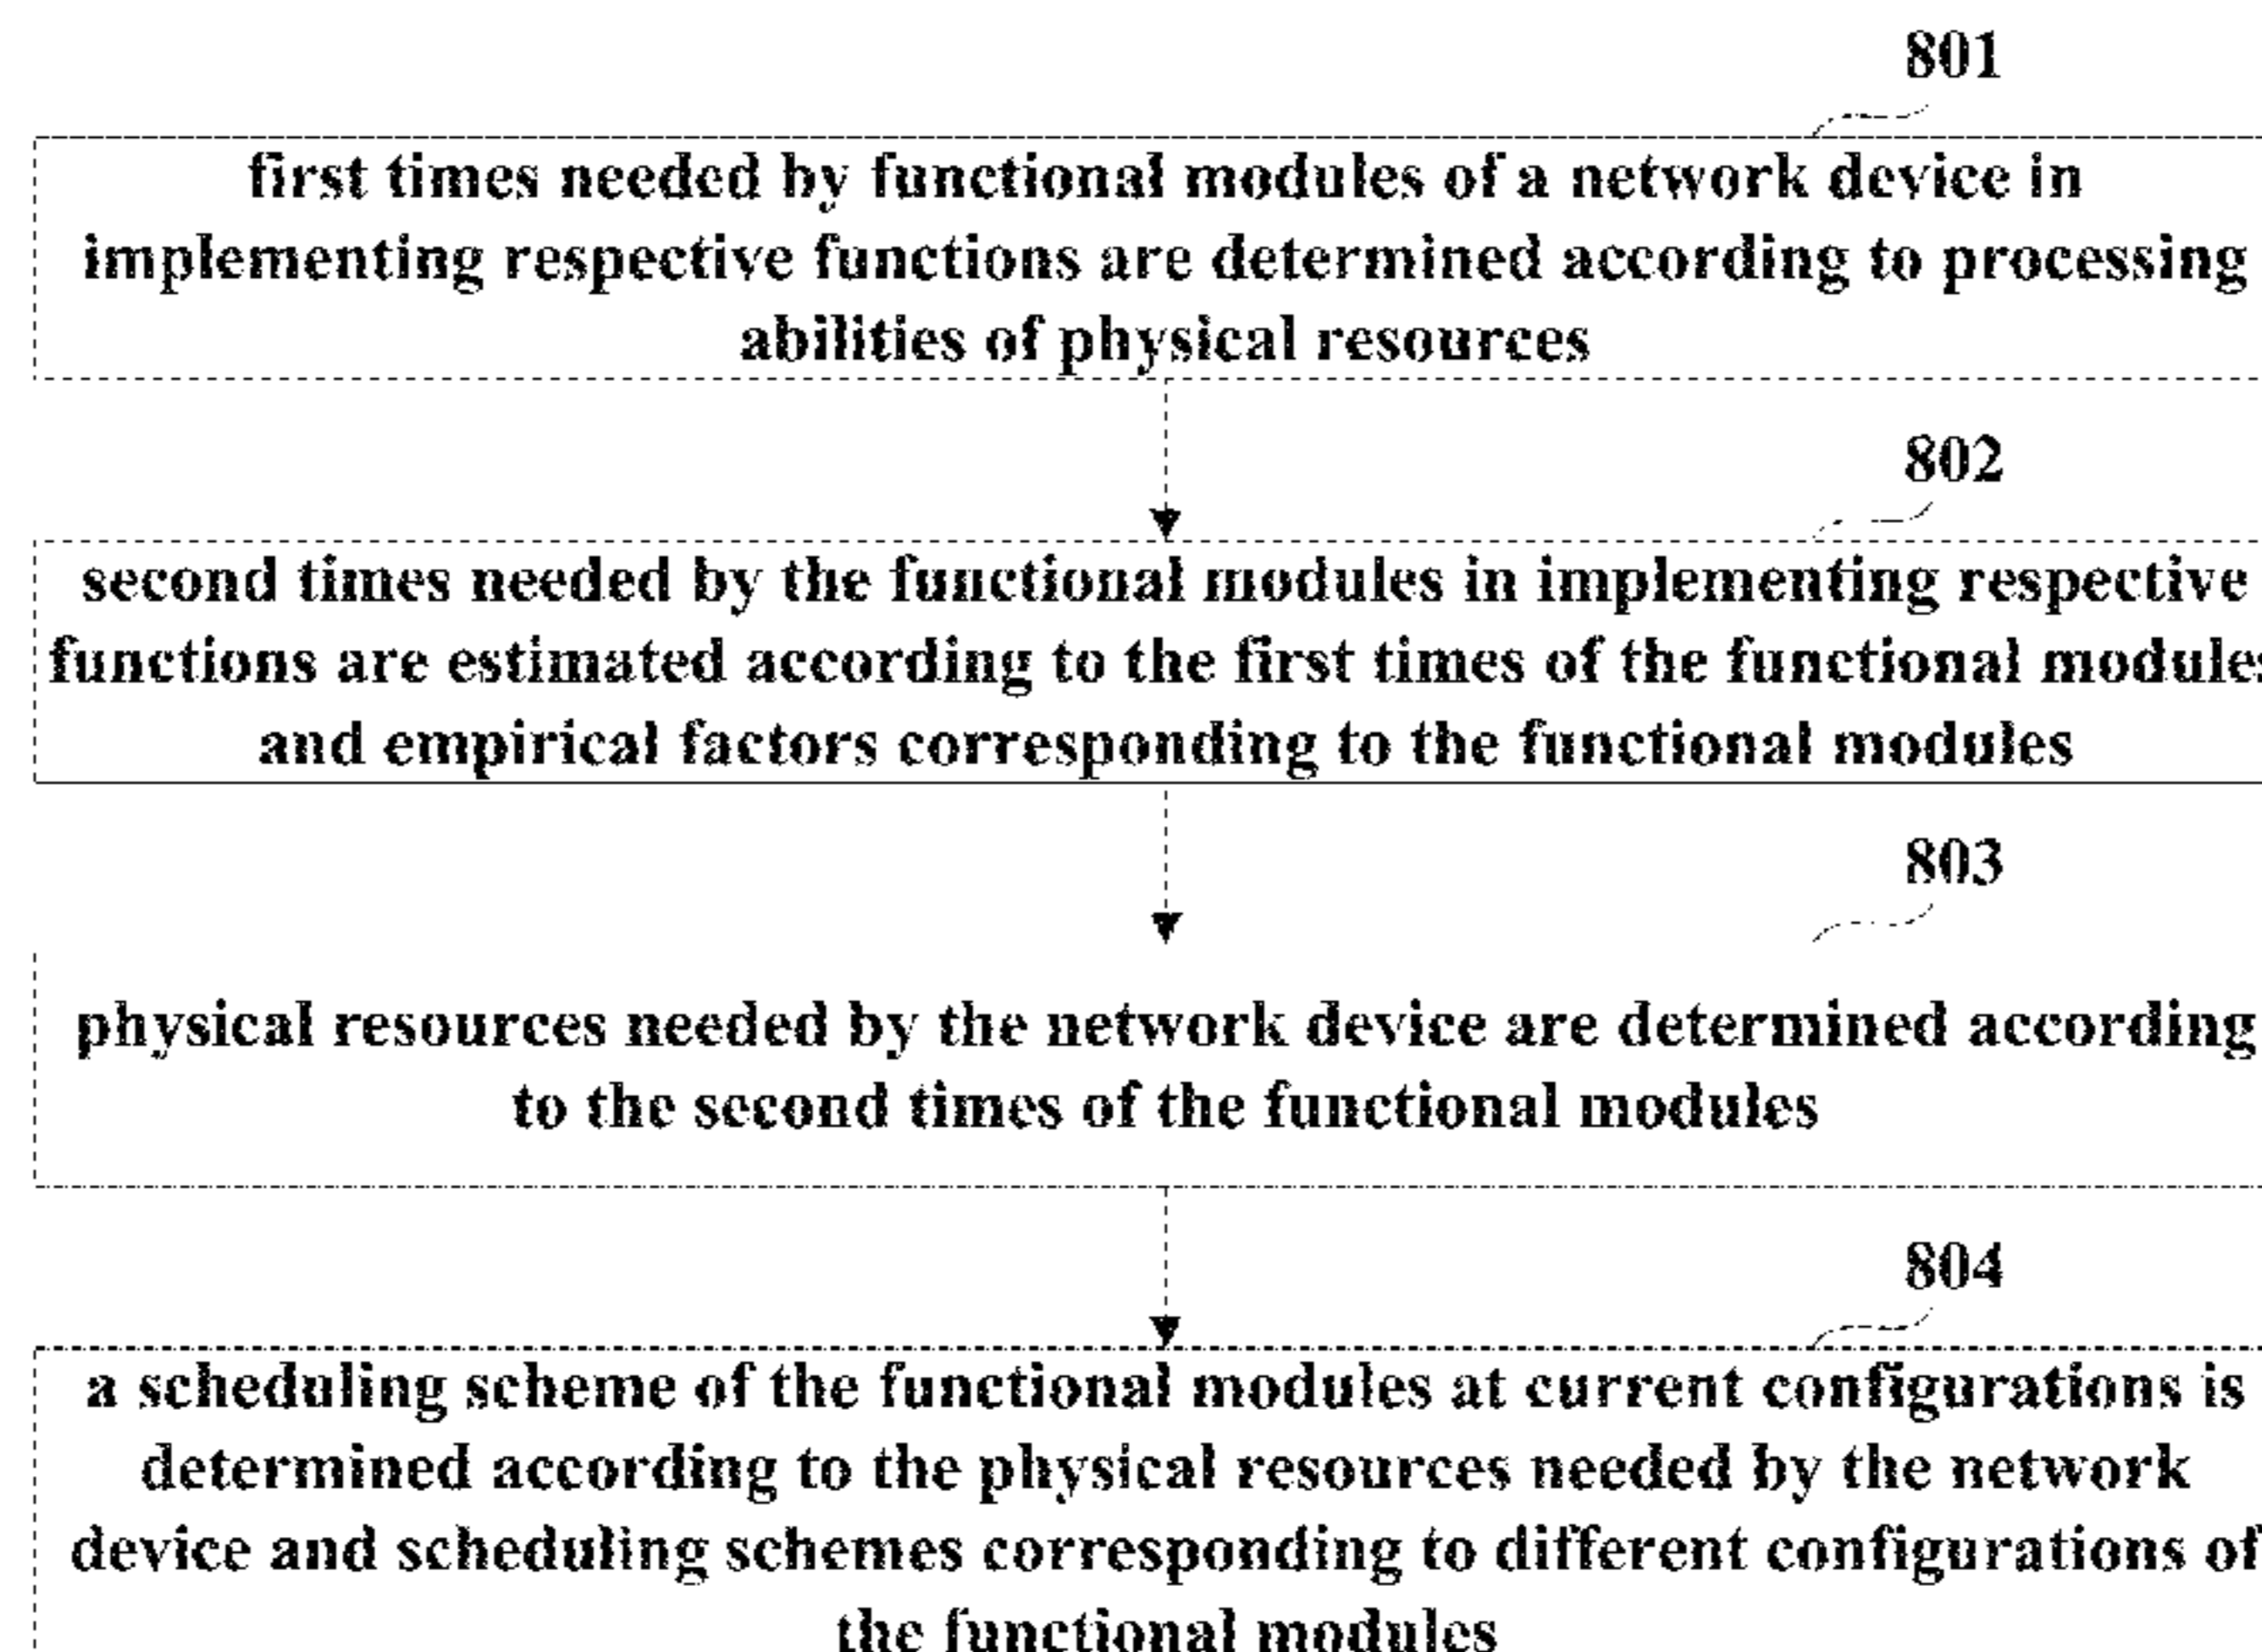 801
first times needed by functional modules of a network device in
implementing respective functions are determined according to processing
abilities of physical resources
802
second times needed by the functional modules in implementing respective
functions are estimated according to the first times of the functional modules
and empirical factors corresponding to the functional modules
803
physical resources needed by the network device are determined according
to the second times of the functional modules
804
a scheduling scheme of the functional modules at current configurations is
determined according to the physical resources needed by the network
device and scheduling schemes corresponding to different configurations of
the functional modules